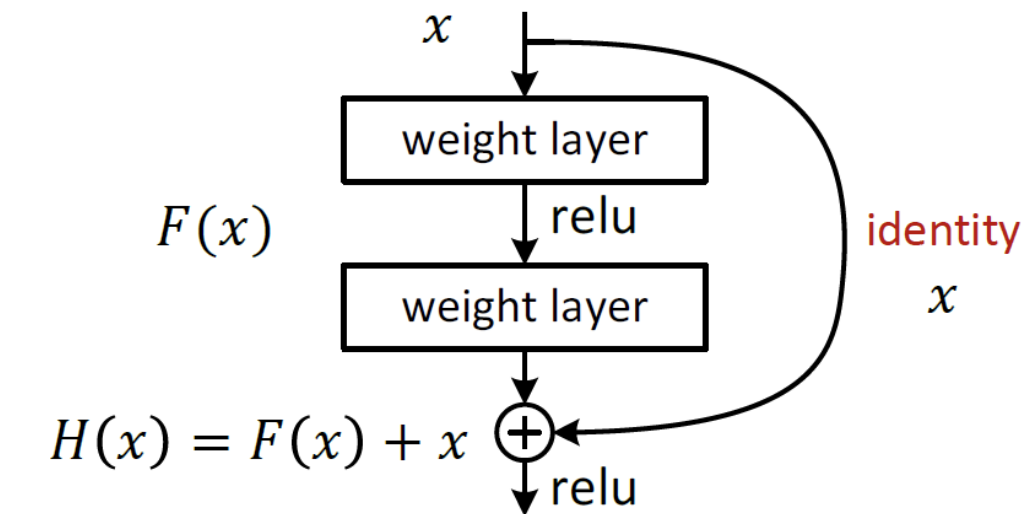 x
weight layer
relu
F(x)
identity
x
weight layer
H(x) = F(x) + x
relu